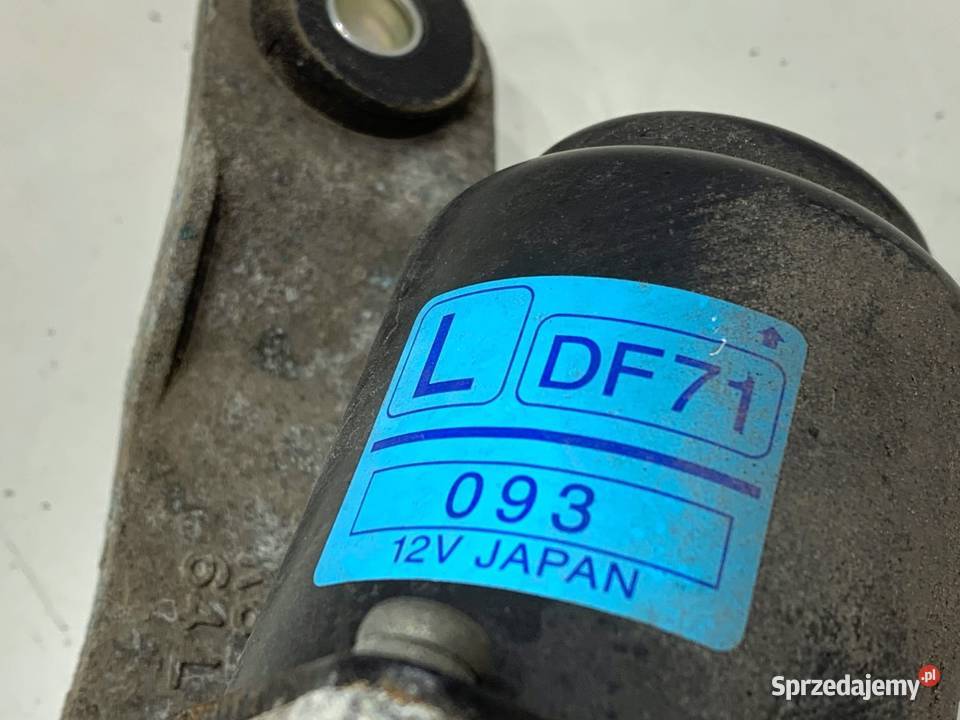 L DF71
093
12V JAPAN
Sprzedajemy.pl